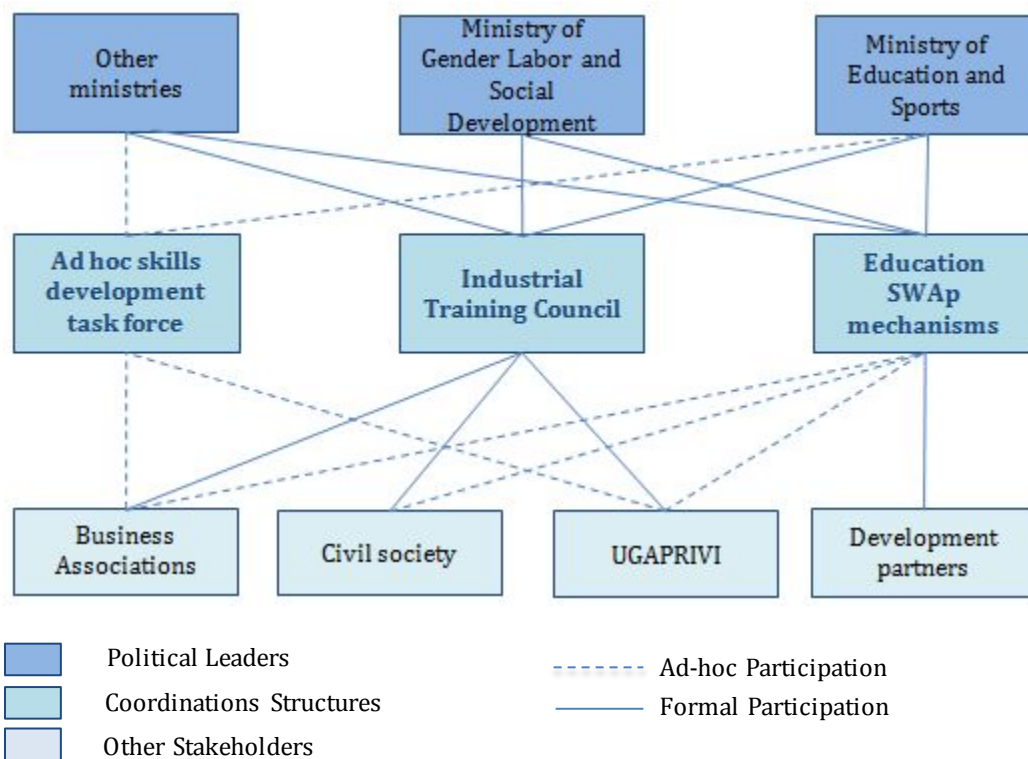 Other
ministries
Ministry of
Gender Labor and
Social
Development
Ministry of
Education and
Sports
Ad hoc skills
development
task force
Industrial
Training Council
Education
SWAp
mechanisms
Business
Associations
Civil society
UGAPRIVI
Development
partners
Political Leaders
Coordinations Structures
Other Stakeholders
Ad-hoc Participation
Formal Participation